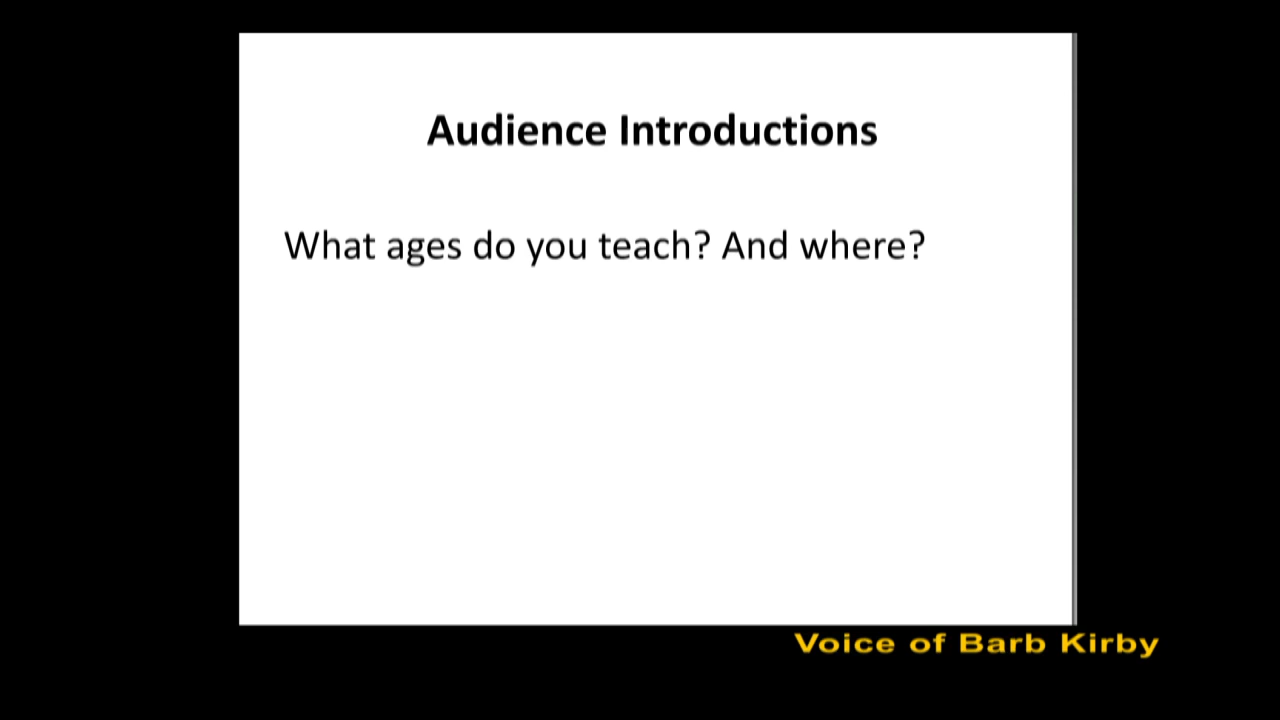 Audience Introductions
What ages do you teach? And where?
Voice of Barb Kirby